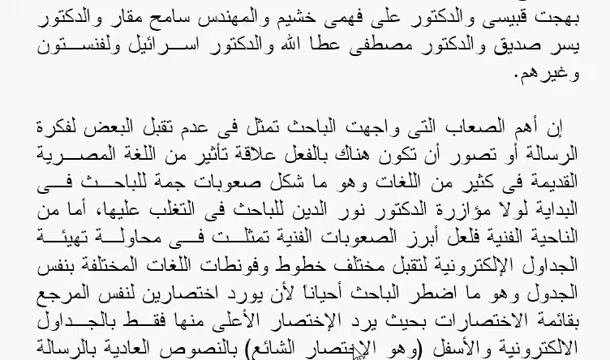 بهجت قبيسى والدكتور على فهمى خشيم والمهندس سامح مقار والدكتور
يسر صديق والدكتور مصطفى عطا الله والدكتور اسرائيل ولفنستون
وغيرهم.
إن أهم الصعاب التى واجهت الباحث تمثل فى عدم تقبل البعض لفكرة
الرسالة أو تصور أن تكون هناك بالفعل علاقة تأثير من اللغة المصرية
القديمة فى كثير من اللغات وهو ما شكل صعوبات جمة للباحث فى
البداية لولا مؤازرة الدكتور نور الدين للباحث فى التغلب عليها، أما من
الناحية الفنية فلعل أبرز الصعوبات الفنية تمثلت فى محاولة تهيئة
الجداول الإلكترونية لتقبل مختلف خطوط وفونطات اللغات المختلفة بنفس
الجدول وهو ما اضطر الباحث أحيانا لأن يورد اختصارين لنفس المرجع
بقائمة الاختصارات بحيث يرد الإختصار الأعلى منها فقط بالجداول
الالكترونية والأسفل (وهو الإختصار الشائع) بالنصوص العادية بالرسالة